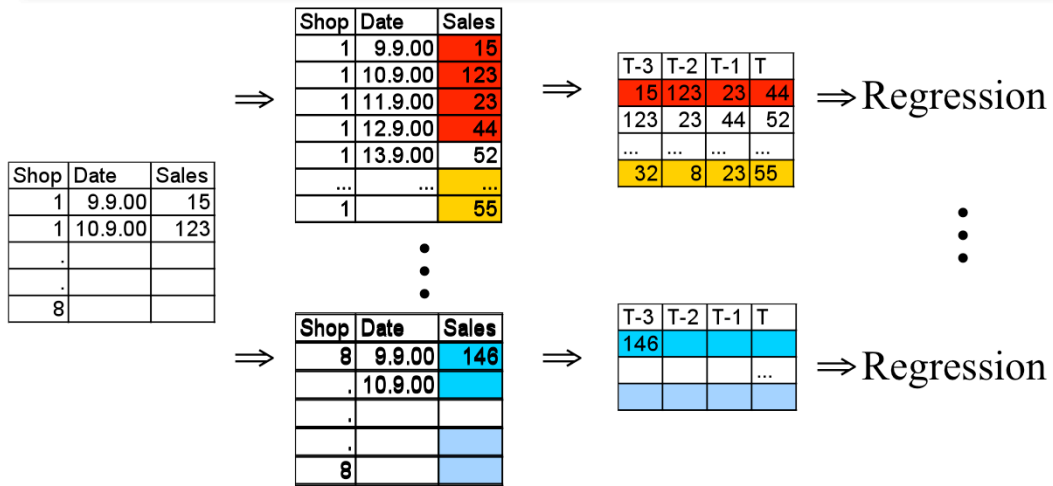 Shop Date Sales
1 9.9.00 15
1 10.9.00 123
.
.
8
⇒
Shop Date Sales
1 9.9.00 15
1 10.9.00 123
1 11.9.00 23
1 12.9.00 44
1 13.9.00 52
... ... ...
1 55
⇒
T-3 T-2 T-1 T
15 123 23 44
123 23 44 52
... ... ... ...
32 8 23 55
⇒ Regression
⇒
Shop Date Sales
8 9.9.00 146
. 10.9.00
.
.
8
⇒
T-3 T-2 T-1 T
146
...
⇒ Regression